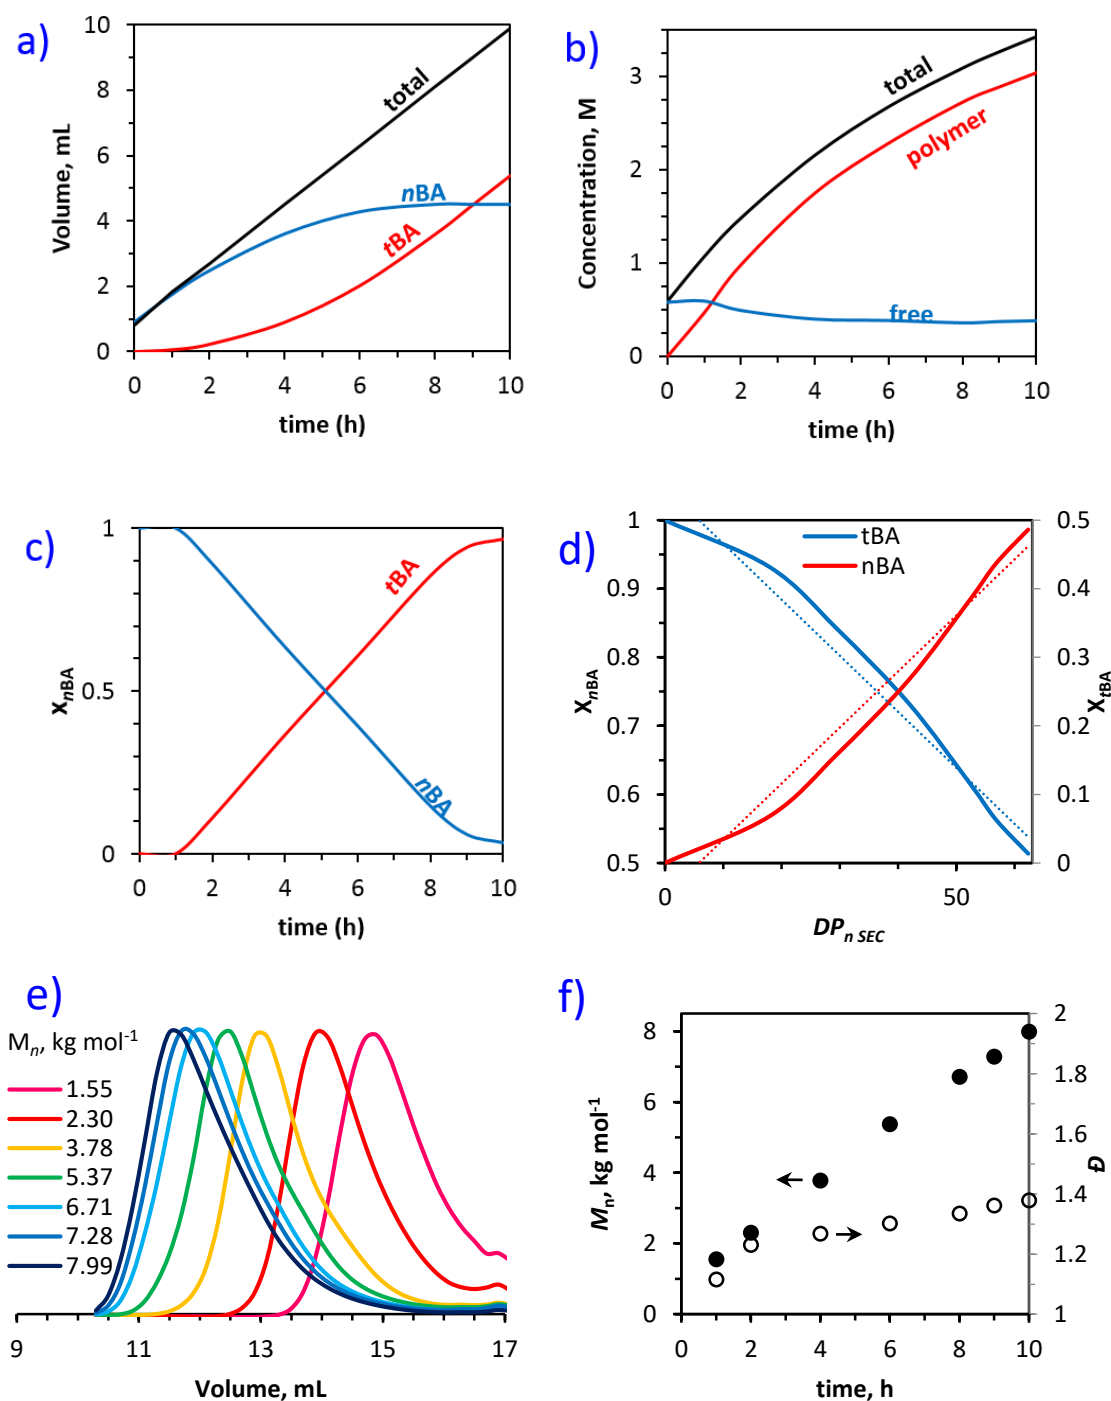 a)
Volume, mL
10
8
6
4
2
0
total
nBA
tBA
0 2 4 6 8 10
time (h)
b)
Concentration, M
3
2
1
0
total
polymer
free
0 2 4 6 8 10
time (h)
c)
XnBA
1
0.5
0
tBA
nBA
0 2 4 6 8 10
time (h)
d)
XnBA
1
0.9
0.8
0.7
0.6
0.5
tBA
nBA
0.5
0.4
0.3
0.2
0.1
0
XtBA
0 50
DPn SEC
e)
Mn, kg mol-1
1.55
2.30
3.78
5.37
6.71
7.28
7.99
9 11 13 15 17
Volume, mL
f)
Mn, kg mol-1
8
6
4
2
0
2
1.8
1.6
1.4
1.2
1
Đ
0 2 4 6 8 10
time, h